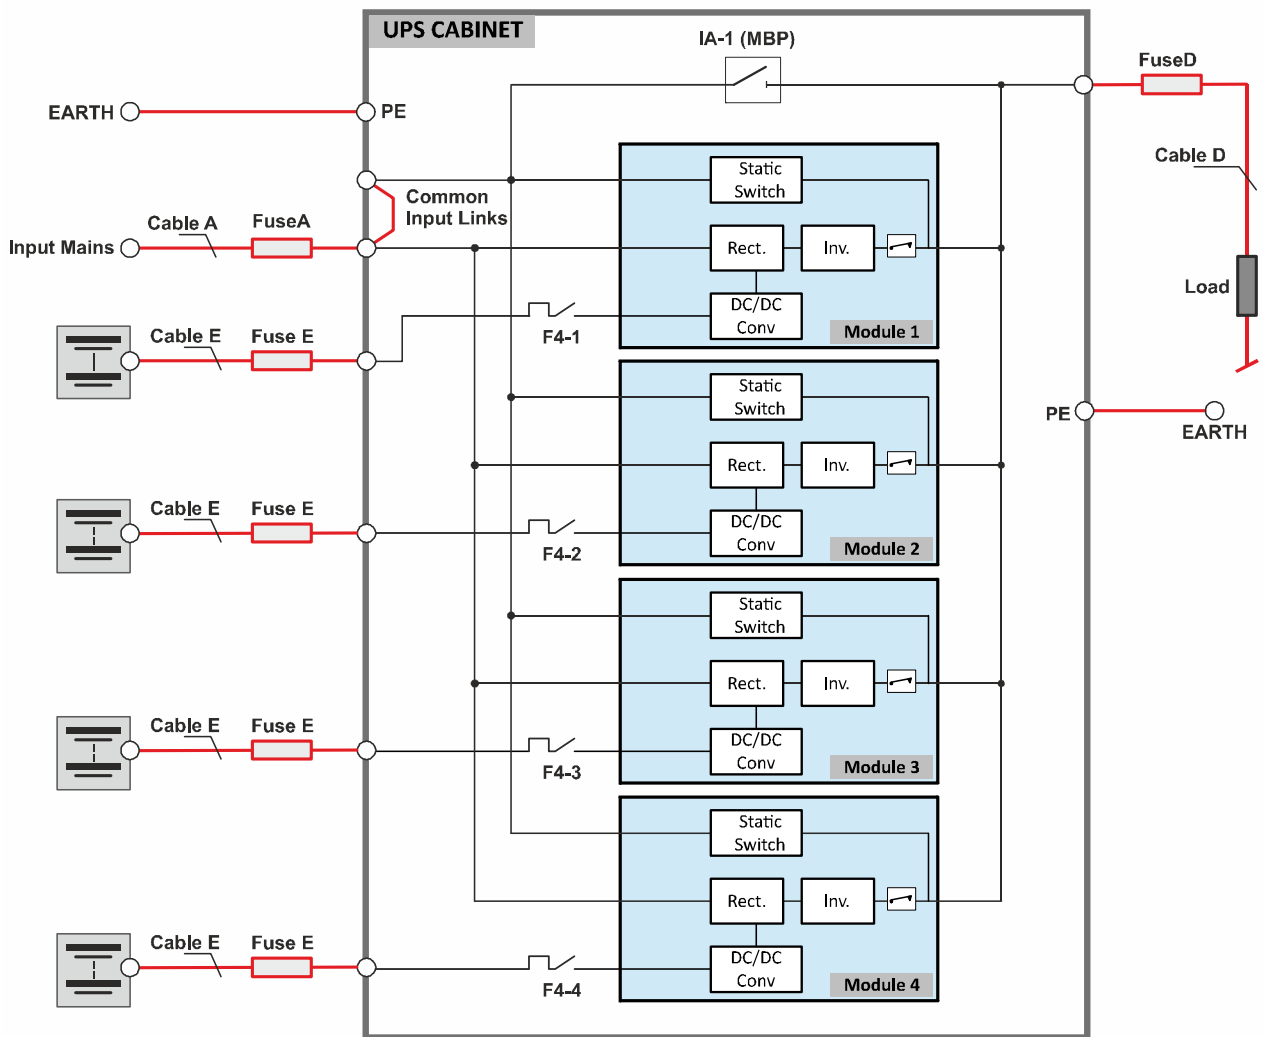 UPS CABINET
IA-1 (MBP)
FuseD
EARTH
PE
Cable D
Static
Switch
Common
Input Links
Cable A
FuseA
Input Mains
Rect.
Inv.
Load
DC/DC
Conv
Module 1
F4-1
Cable E
Fuse E
Static
Switch
PE
EARTH
Rect.
Inv.
Cable E
Fuse E
DC/DC
Conv
Module 2
F4-2
Static
Switch
Rect.
Inv.
Cable E
Fuse E
DC/DC
Conv
Module 3
F4-3
Static
Switch
Rect.
Inv.
Cable E
Fuse E
DC/DC
Conv
Module 4
F4-4